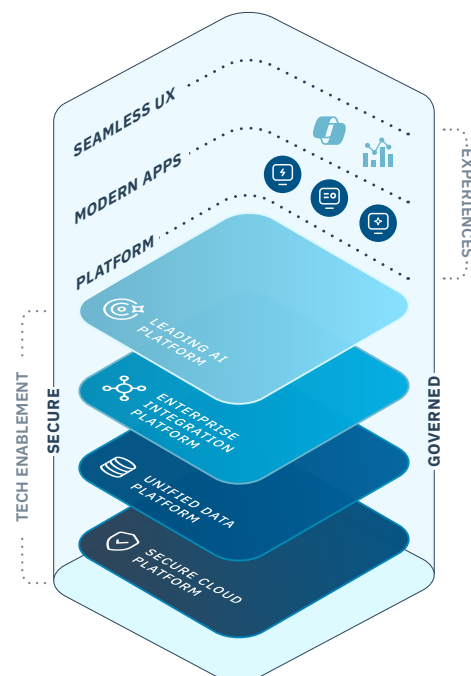 SEAMLESS UX
MODERN APPS
PLATFORM
EXPERIENCES
LEADING AI
PLATFORM
ENTERPRISE
INTEGRATION
PLATFORM
UNIFIED DATA
PLATFORM
SECURE CLOUD
PLATFORM
TECH ENABLEMENT
SECURE
GOVERNED